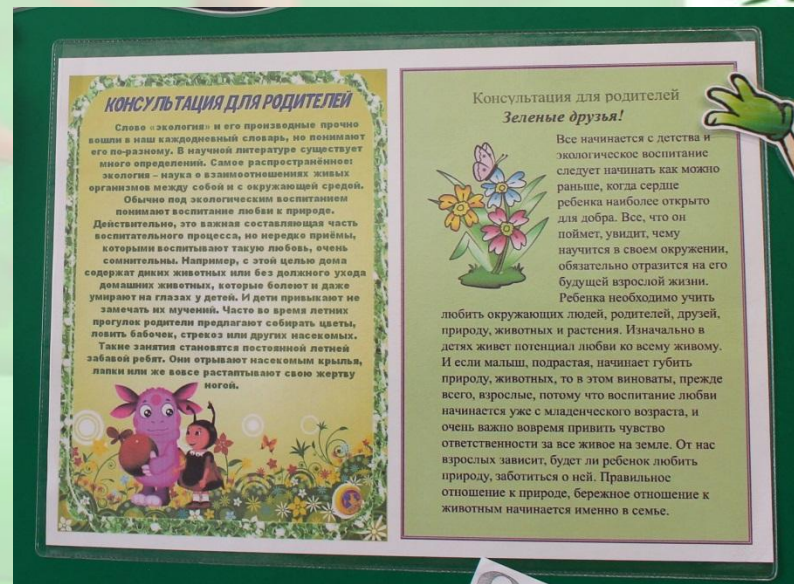 КОНСУЛЬТАЦИЯ ДЛЯ РОДИТЕЛЕЙ
Слово «экология» и его производные прочно
вошли в наш каждодневный словарь, но понимают
его по-разному. В научной литературе существует
много определений. Самое распространённое:
экология – наука о взаимоотношениях живых
организмов между собой и с окружающей средой.
Обычно под экологическим воспитанием
понимают воспитание любви к природе.
Действительно, это важная составляющая часть
воспитательного процесса, но нередко приёмы,
которыми воспитывают такую любовь, очень
сомнительны. Например, с этой целью дома
содержат диких животных или без должного ухода
домашних животных, которые болеют и даже
умирают на глазах у детей. И дети привыкают не
замечать их мучений. Часто во время летних
прогулок родители предлагают собирать цветы,
ловить бабочек, стрекоз или других насекомых.
Такие занятия становятся постоянной летней
забавой ребят. Они отрывают насекомым крылья,
лапки или же вовсе растаптывают свою жертву
ногой.
Консультация для родителей
Зеленые друзья!
Все начинается с детства и
экологическое воспитание
следует начинать как можно
раньше, когда сердце
ребенка наиболее открыто
для добра. Все, что он
поймет, увидит, чему
научится в своем окружении,
обязательно отразится на его
будущей взрослой жизни.
Ребенка необходимо учить
любить окружающих людей, родителей, друзей,
природу, животных и растения. Изначально в
детях живет потенциал любви ко всему живому.
И если малыш, подрастая, начинает губить
природу, животных, то в этом виноваты, прежде
всего, взрослые, потому что воспитание любви
начинается уже с младенческого возраста, и
очень важно вовремя привить чувство
ответственности за все живое на земле. От нас
взрослых зависит, будет ли ребенок любить
природу, заботиться о ней. Правильное
отношение к природе, бережное отношение к
животным начинается именно в семье.